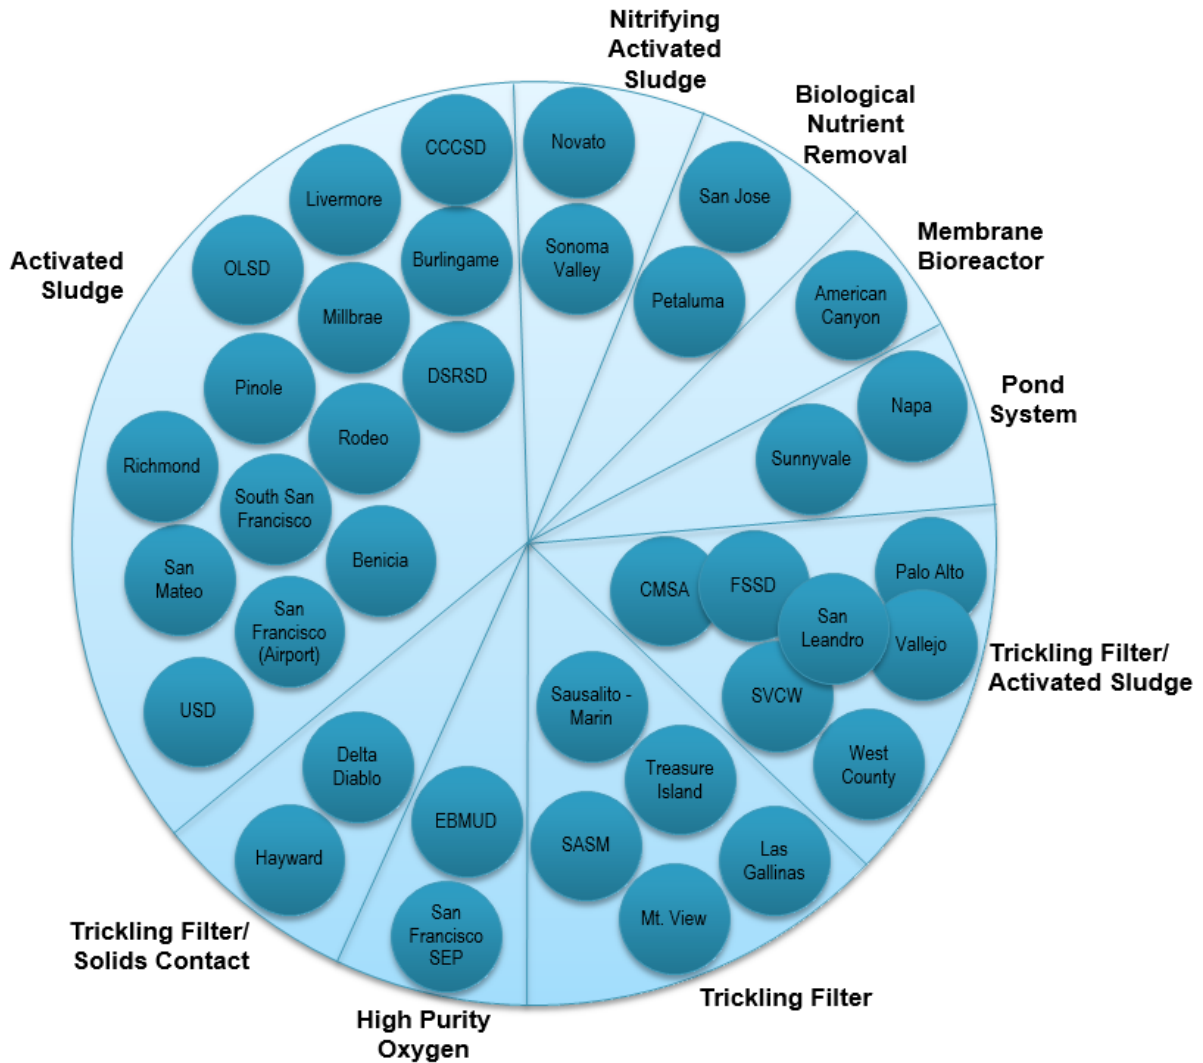 Nitrifying
Activated
Sludge
Biological
Nutrient
Removal
Membrane
Bioreactor
Pond
System
Trickling Filter/
Activated Sludge
Trickling Filter
High Purity
Oxygen
Trickling Filter/
Solids Contact
Activated
Sludge
CCCSD
Livermore
Burlingame
OLSD
Millbrae
DSRSD
Pinole
Rodeo
Richmond
South San
Francisco
Benicia
San
Mateo
San
Francisco
(Airport)
USD
Novato
Sonoma
Valley
San Jose
Petaluma
American
Canyon
Napa
Sunnyvale
CMSA
FSSD
Palo Alto
San
Leandro
Vallejo
SVCW
West
County
Sausalito -
Marin
Treasure
Island
SASM
Las
Gallinas
Mt. View
EBMUD
San
Francisco
SEP
Delta
Diablo
Hayward